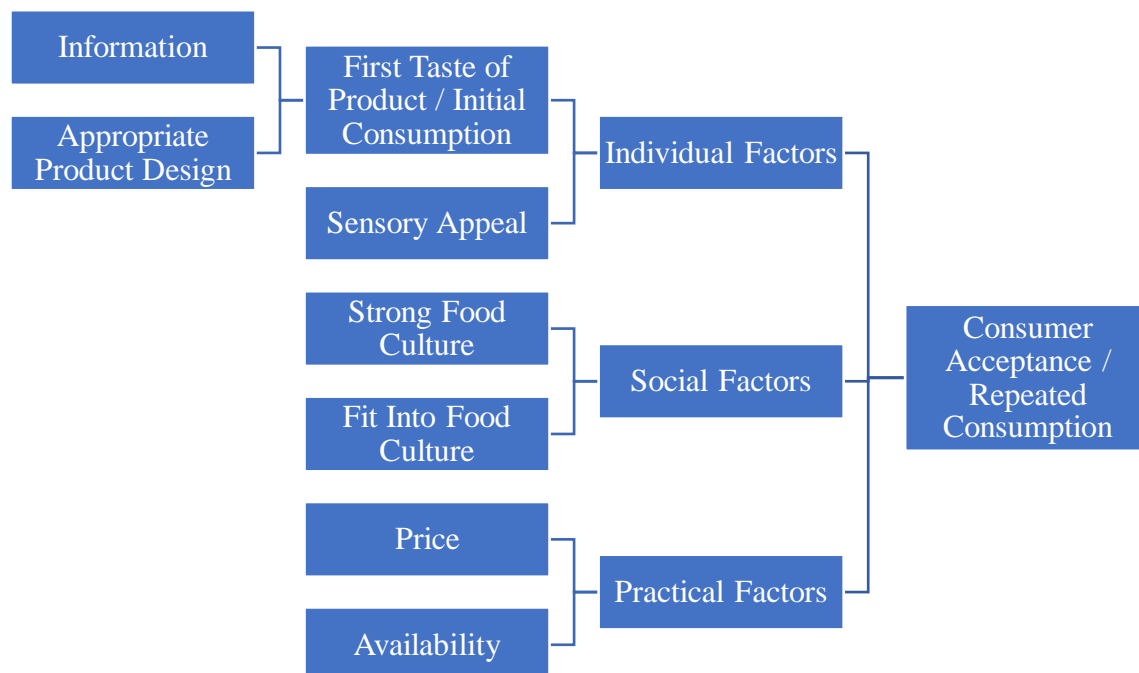 Information
Appropriate
Product Design
First Taste of
Product / Initial
Consumption
Sensory Appeal
Individual Factors
Strong Food
Culture
Fit Into Food
Culture
Social Factors
Price
Availability
Practical Factors
Consumer
Acceptance /
Repeated
Consumption